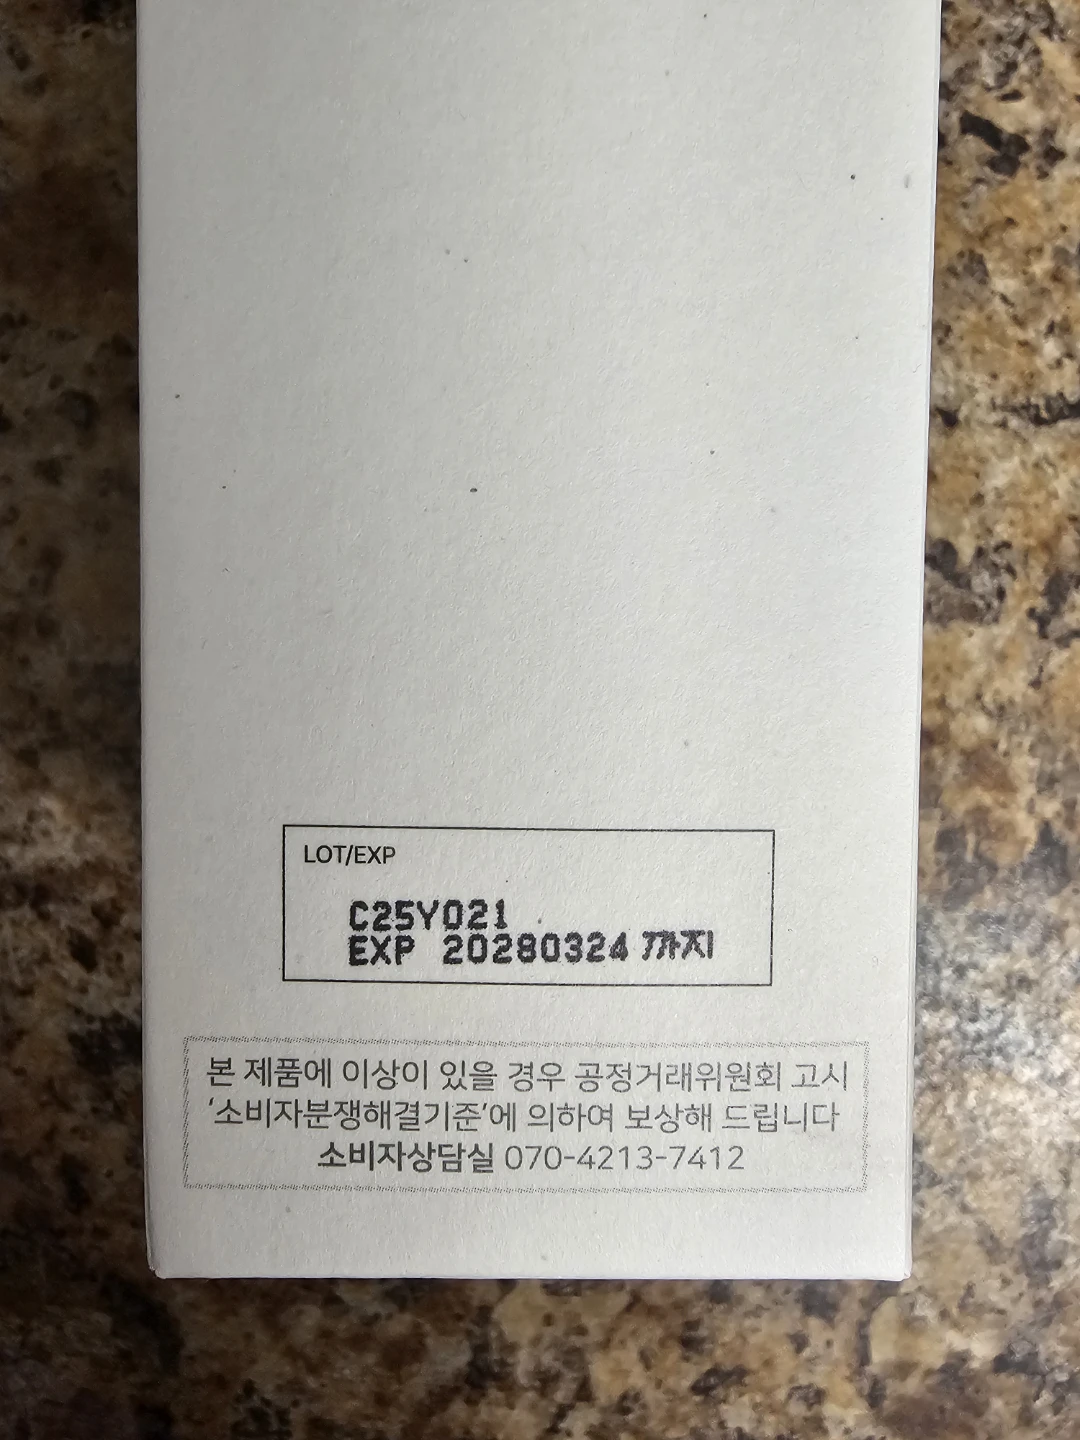 LOT/EXP
C25Y021
EXP 20280324 까지
본 제품에 이상이 있을 경우 공정거래위원회 고시
'소비자분쟁해결기준'에 의하여 보상해 드립니다
소비자상담실 070-4213-7412